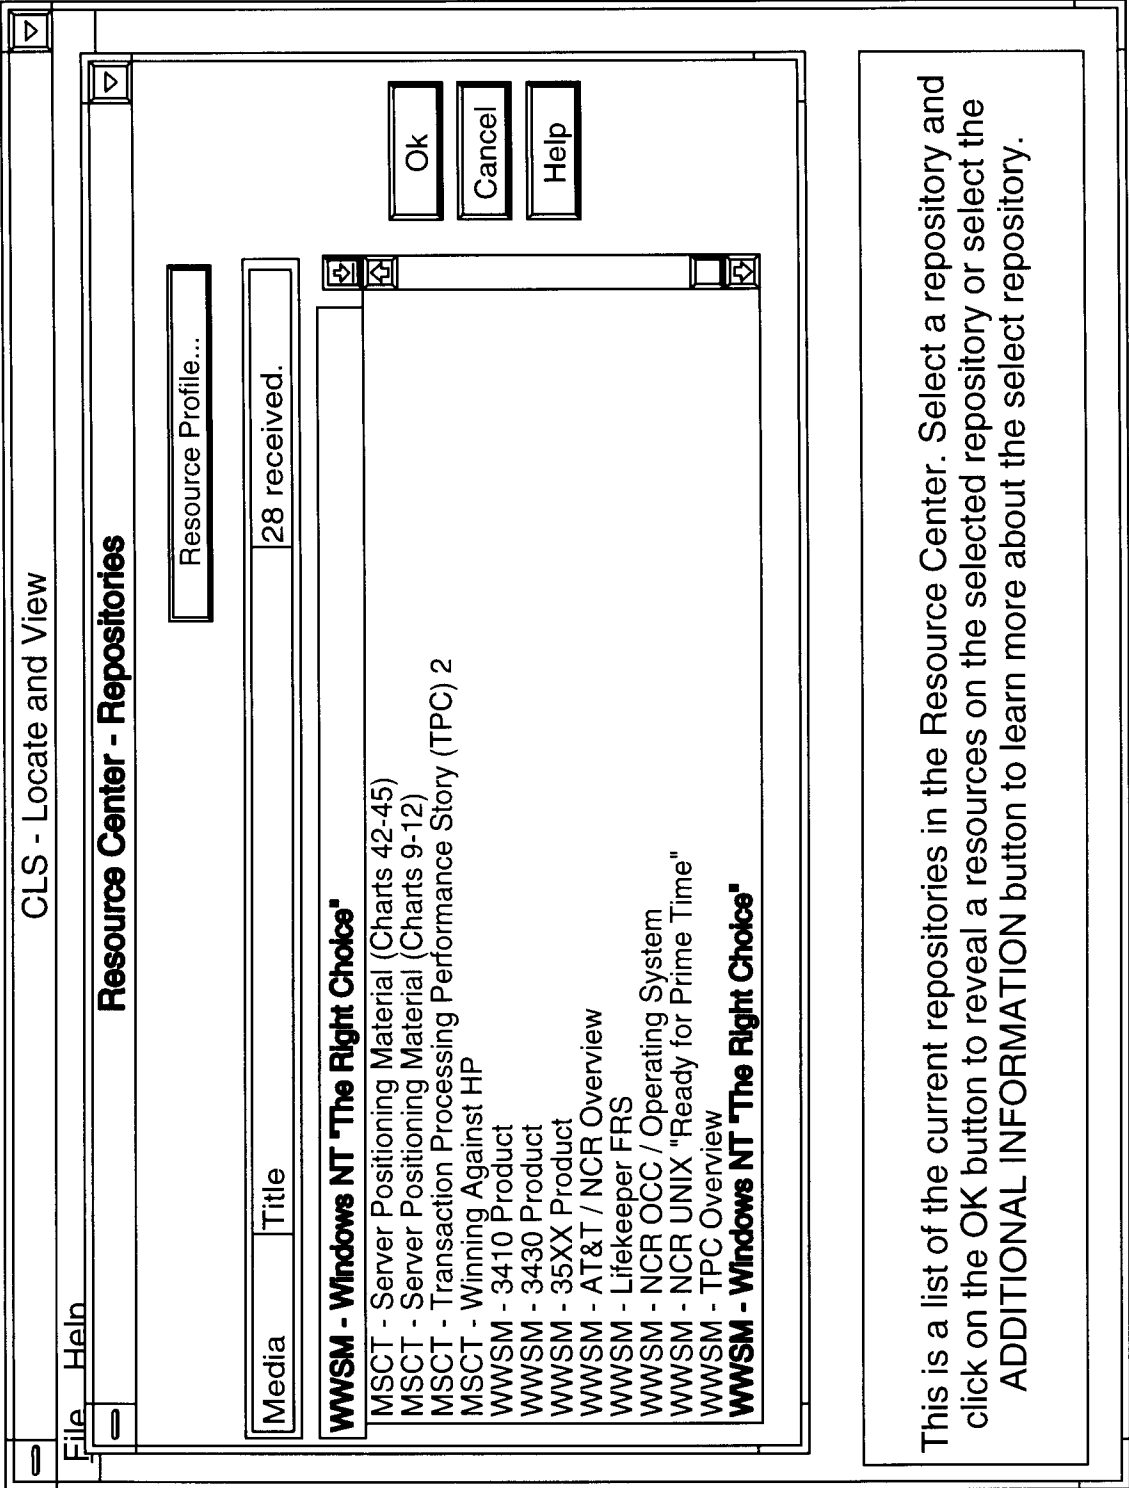 CLS - Locate and View
File Help
Resource Center - Repositories
Resource Profile...
Media Title 28 received.
WWSM - Windows NT "The Right Choice"
MSCT - Server Positioning Material (Charts 42-45)
MSCT - Server Positioning Material (Charts 9-12)
MSCT - Transaction Processing Performance Story (TPC) 2
MSCT - Winning Against HP
WWSM - 3410 Product
WWSM - 3430 Product
WWSM - 35XX Product
WWSM - AT&T / NCR Overview
WWSM - Lifekeeper FRS
WWSM - NCR OCC / Operating System
WWSM - NCR UNIX "Ready for Prime Time"
WWSM - TPC Overview
WWSM - Windows NT "The Right Choice"
Ok
Cancel
Help
This is a list of the current repositories in the Resource Center. Select a repository and
click on the OK button to reveal a resources on the selected repository or select the
ADDITIONAL INFORMATION button to learn more about the select repository.